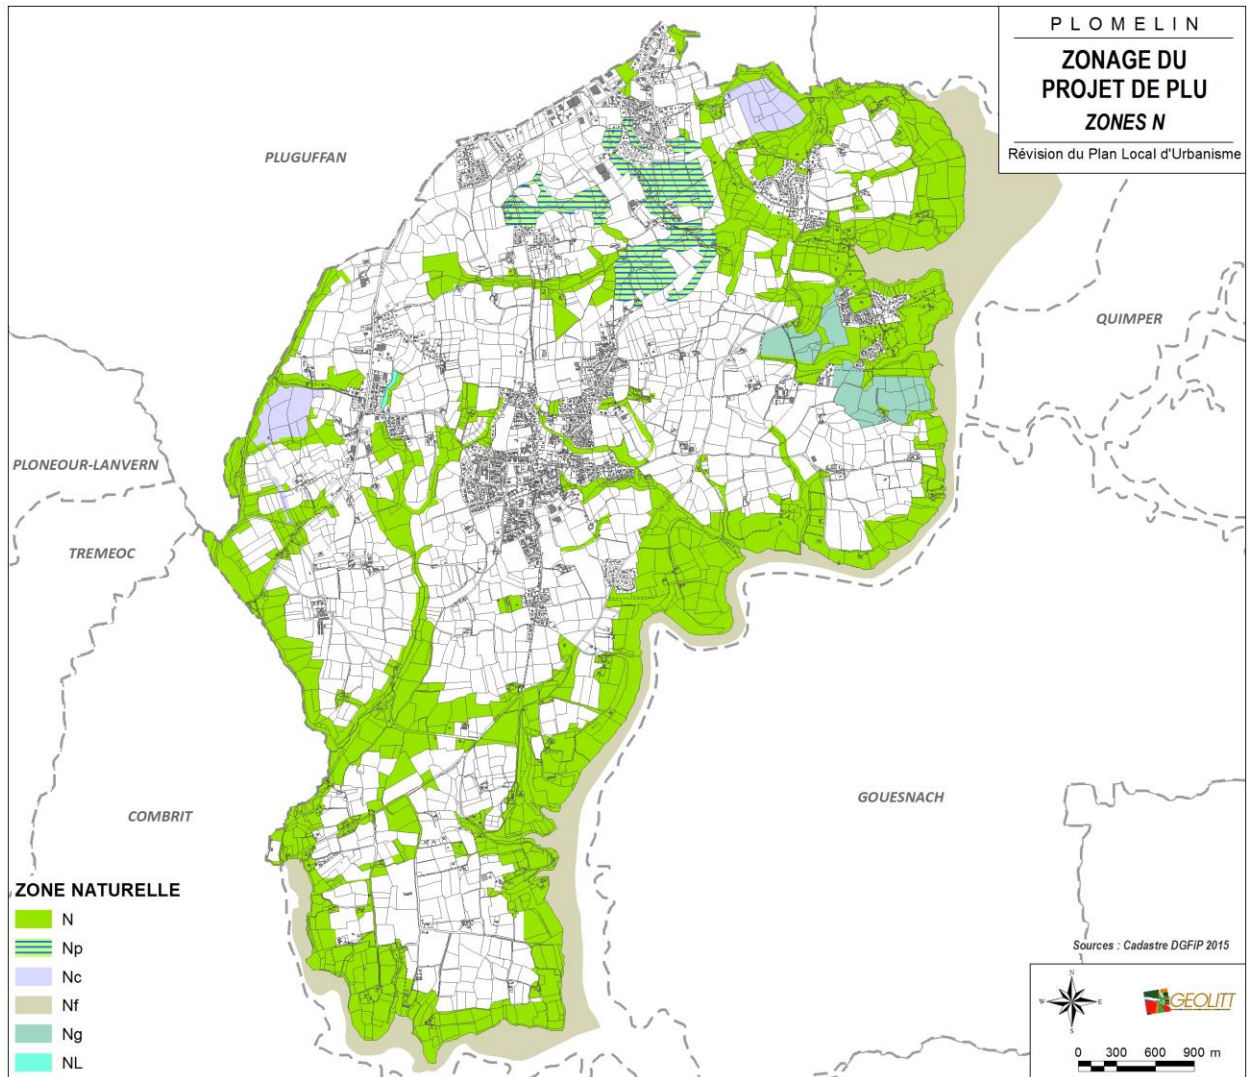 PLOMELIN
ZONAGE DU
PROJET DE PLU
ZONES N
Révision du Plan Local d'Urbanisme
PLUGUFFAN
QUIMPER
PLONEOUR-LANVERN
TREMEOC
COMBRIT
GOUESNACH
ZONE NATURELLE
N
Np
Nc
Nf
Ng
NL
Sources : Cadastre DGFiP 2015
N
W E
S
GEOLITT
0 300 600 900 m